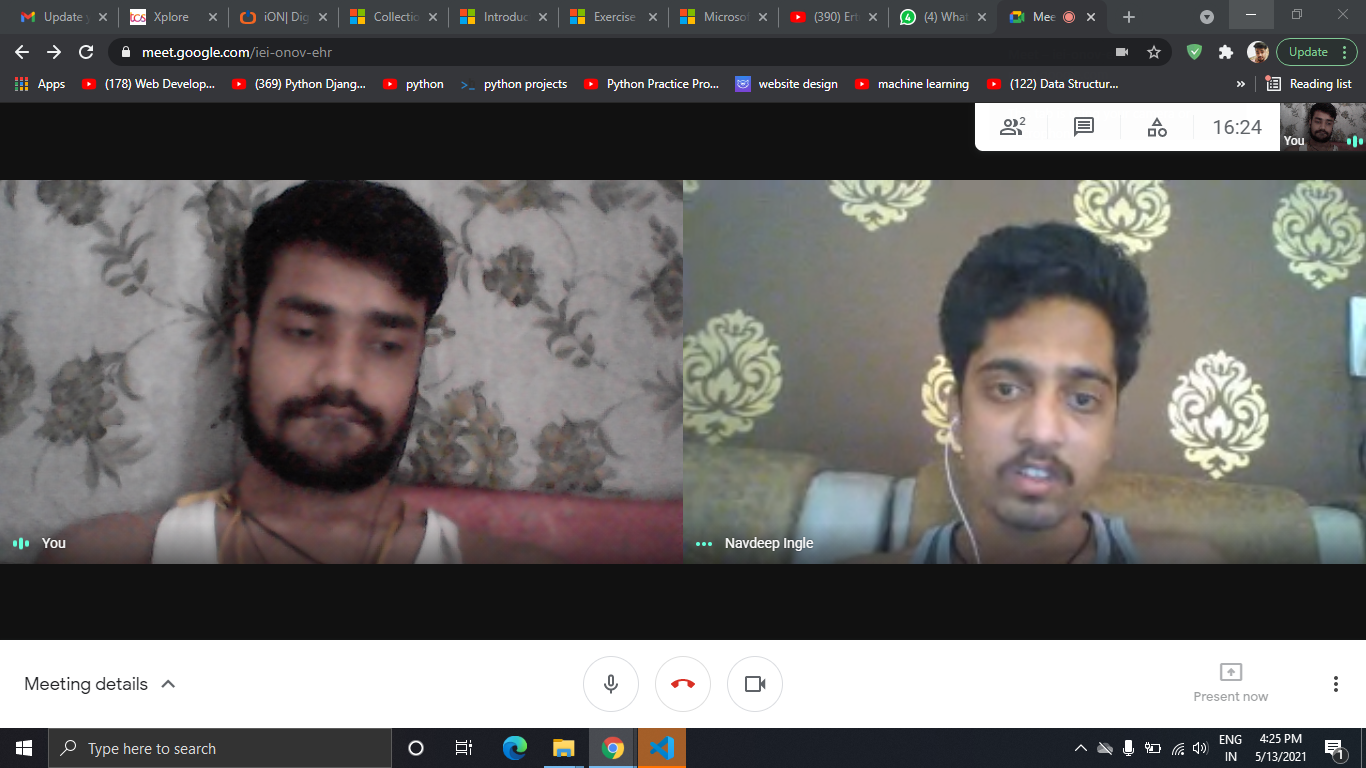 Update y
Xplore
iON| Dig
Collectio
Introduc
Exercise
Microsof
(390) Ert
(4) What
Mee
meet.google.com/iei-onov-ehr
Update
Apps
(178) Web Develop...
(369) Python Djang...
python
python projects
Python Practice Pro...
website design
machine learning
(122) Data Structur...
»
Reading list
2
16:24
You
You
Navdeep Ingle
Meeting details
Present now
Type here to search
ENG
IN
4:25 PM
5/13/2021
1